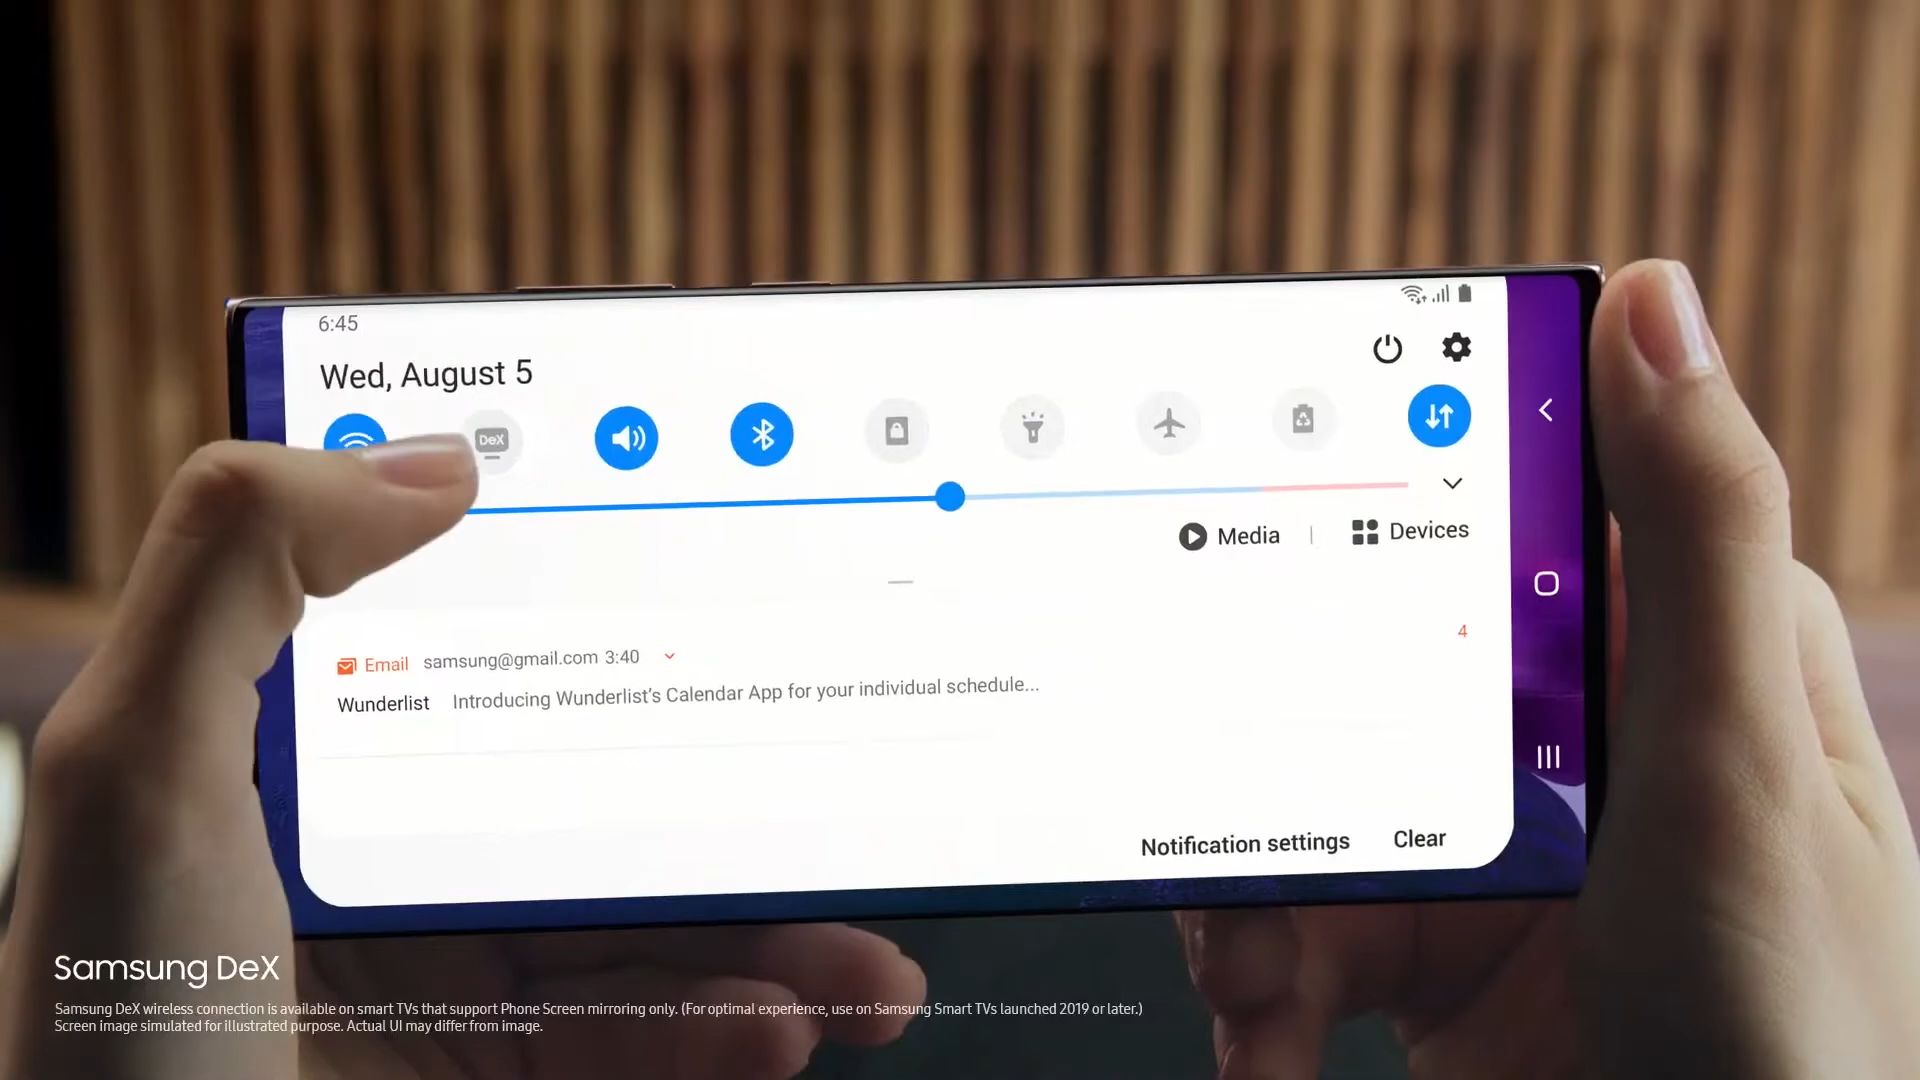 6:45
Wed, August 5
DeX
Media | Devices
4
Email samsung@gmail.com 3:40
Wunderlist Introducing Wunderlist's Calendar App for your individual schedule...
Notification settings Clear
Samsung DeX
Samsung DeX wireless connection is available on smart TVs that support Phone Screen mirroring only. (For optimal experience, use on Samsung Smart TVs launched 2019 or later.)
Screen image simulated for illustrated purpose. Actual UI may differ from image.